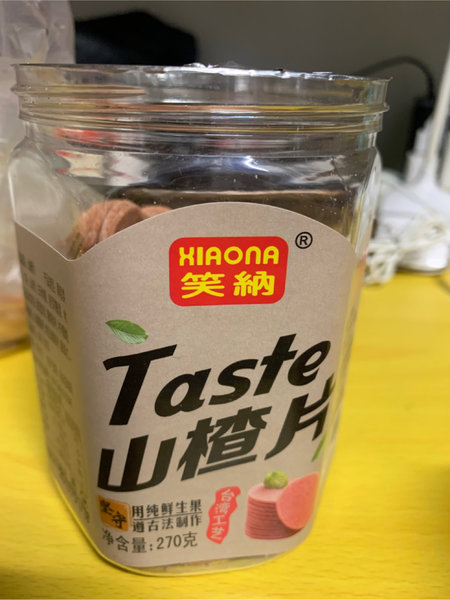 XIAONA
®
笑納
Taste
山楂片
坚守
用纯鲜生果
遵古法制作
台湾工艺
净含量:270克